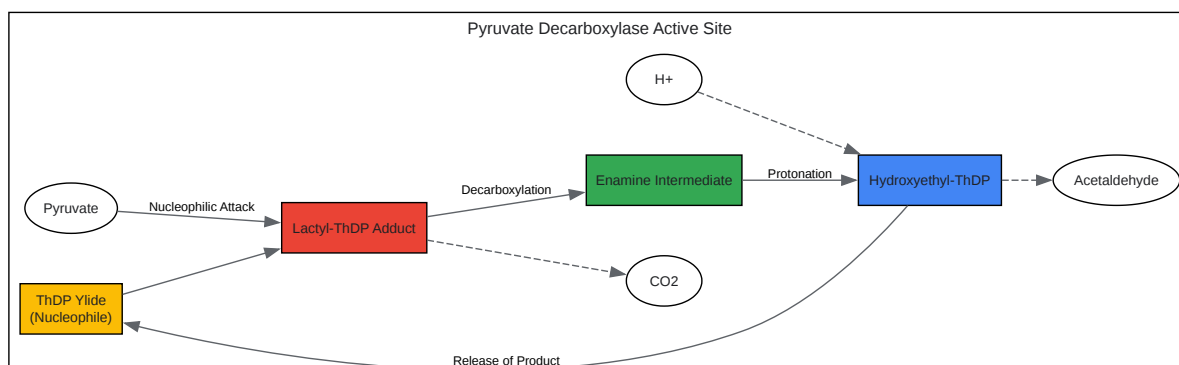 Pyruvate Decarboxylase Active Site
H+
Enamine Intermediate
Protonation
Hydroxyethyl-ThDP
Acetaldehyde
Decarboxylation
Pyruvate
Nucleophilic Attack
Lactyl-ThDP Adduct
CO2
ThDP Ylide
(Nucleophile)
Release of Product